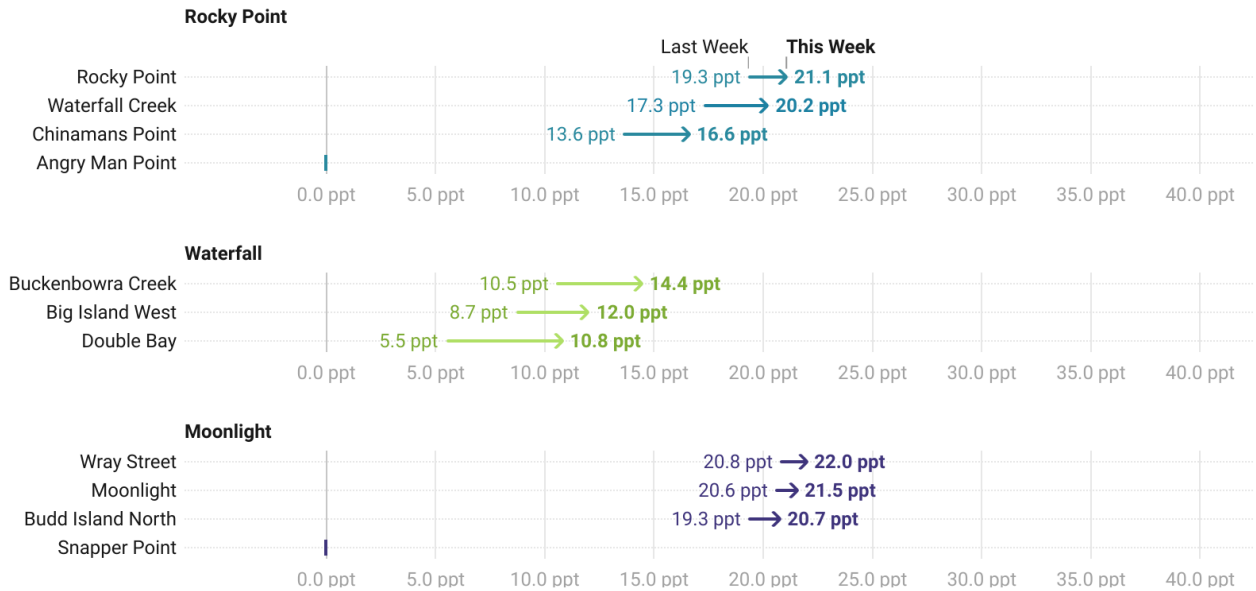 Rocky Point
Last Week This Week
Rocky Point 19.3 ppt 21.1 ppt
Waterfall Creek 17.3 ppt 20.2 ppt
Chinamans Point 13.6 ppt 16.6 ppt
Angry Man Point
0.0 ppt 5.0 ppt 10.0 ppt 15.0 ppt 20.0 ppt 25.0 ppt 30.0 ppt 35.0 ppt 40.0 ppt
Waterfall
Buckenbowra Creek 10.5 ppt 14.4 ppt
Big Island West 8.7 ppt 12.0 ppt
Double Bay 5.5 ppt 10.8 ppt
0.0 ppt 5.0 ppt 10.0 ppt 15.0 ppt 20.0 ppt 25.0 ppt 30.0 ppt 35.0 ppt 40.0 ppt
Moonlight
Wray Street 20.8 ppt 22.0 ppt
Moonlight 20.6 ppt 21.5 ppt
Budd Island North 19.3 ppt 20.7 ppt
Snapper Point
0.0 ppt 5.0 ppt 10.0 ppt 15.0 ppt 20.0 ppt 25.0 ppt 30.0 ppt 35.0 ppt 40.0 ppt